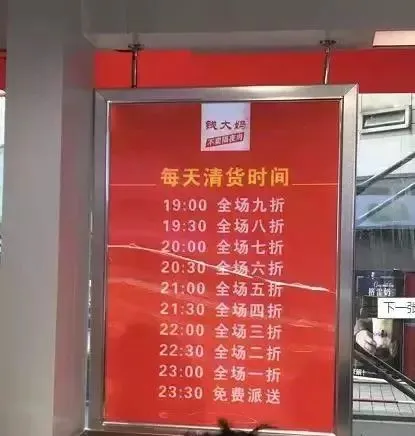 钱大妈
不卖隔夜肉
每天清货时间
19:00 全场九折
19:30 全场八折
20:00 全场七折
20:30 全场六折
21:00 全场五折
21:30 全场四折
22:00 全场三折
22:30 全场二折
23:00 全场一折
23:30 免费派送
下一张